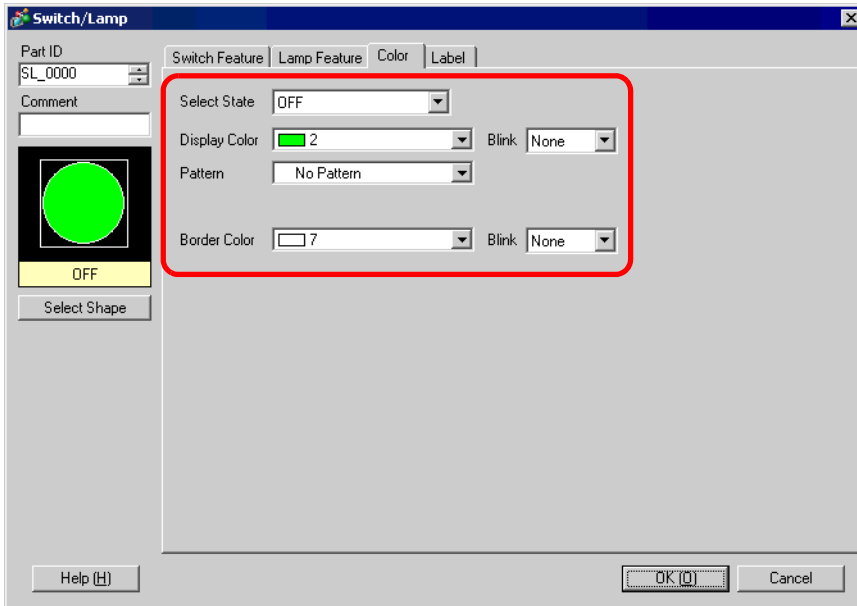 Switch/Lamp
Part ID
SL_0000
Comment
OFF
Select Shape
Switch Feature Lamp Feature Color Label
Select State OFF
Display Color 2 Blink None
Pattern No Pattern
Border Color 7 Blink None
Help (H) OK (O) Cancel